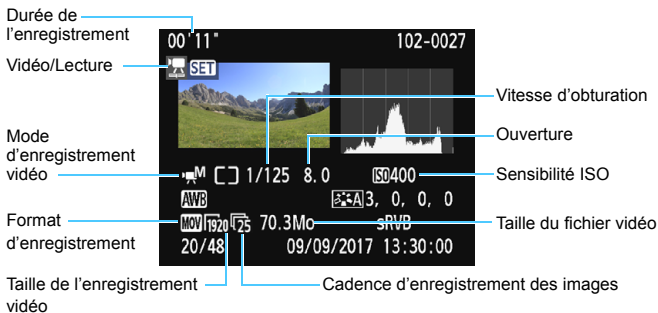 Durée de
l'enregistrement
00'11"
102-0027
Vidéo/Lecture
SET
Vitesse d'obturation
Ouverture
Mode
d'enregistrement
vidéo
M
1/125
8.0
ISO400
Sensibilité ISO
AWB
A 3, 0, 0, 0
Format
d'enregistrement
MOV
1920
25
70.3Mo
sRVB
Taille du fichier vidéo
20/48
09/09/2017 13:30:00
Taille de l'enregistrement
vidéo
Cadence d'enregistrement des images